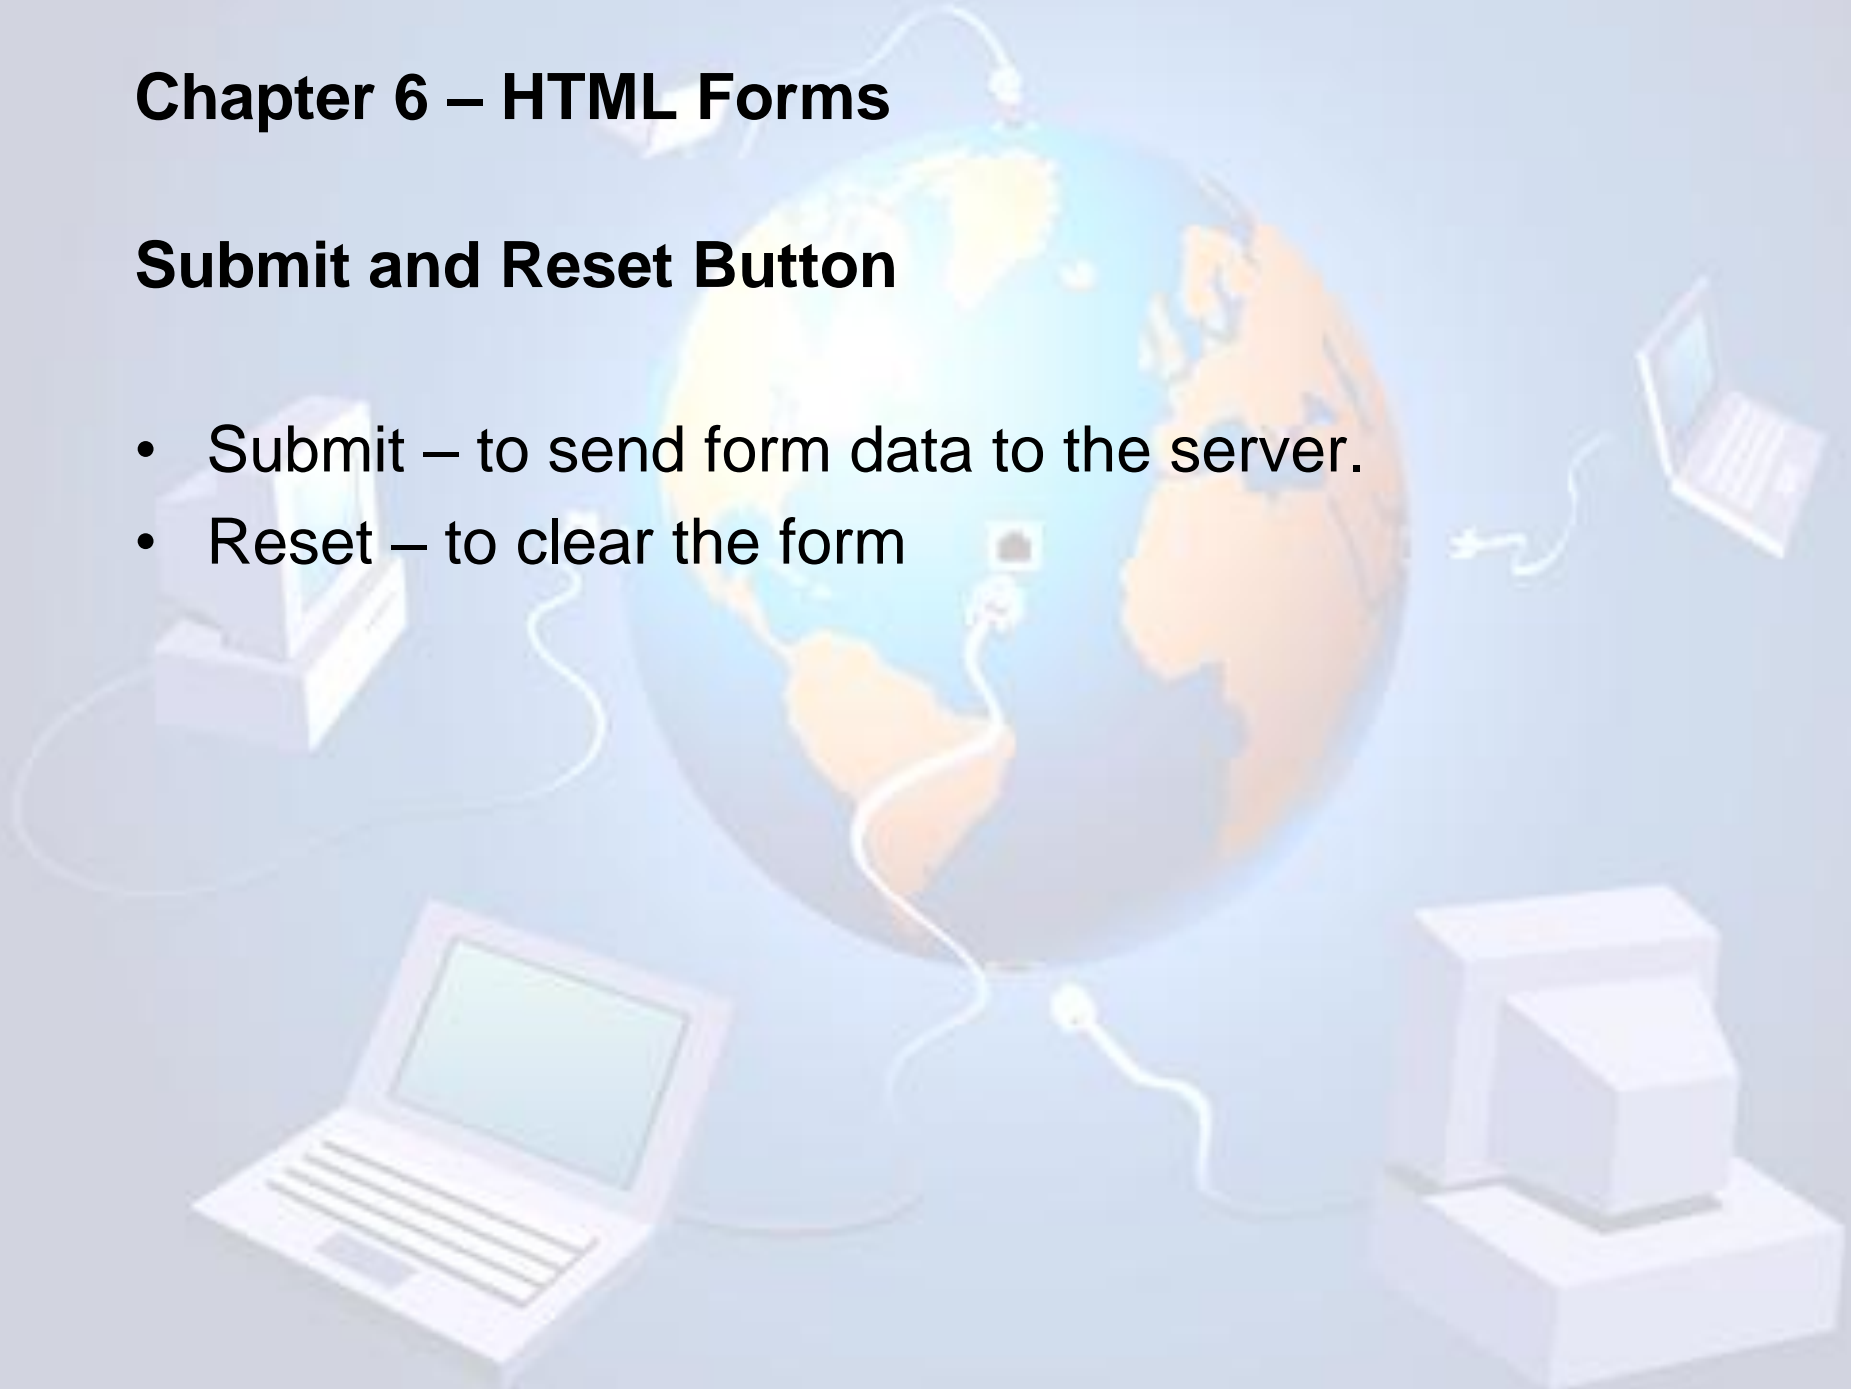 Chapter 6 – HTML Forms
Submit and Reset Button
• Submit – to send form data to the server.
• Reset – to clear the form